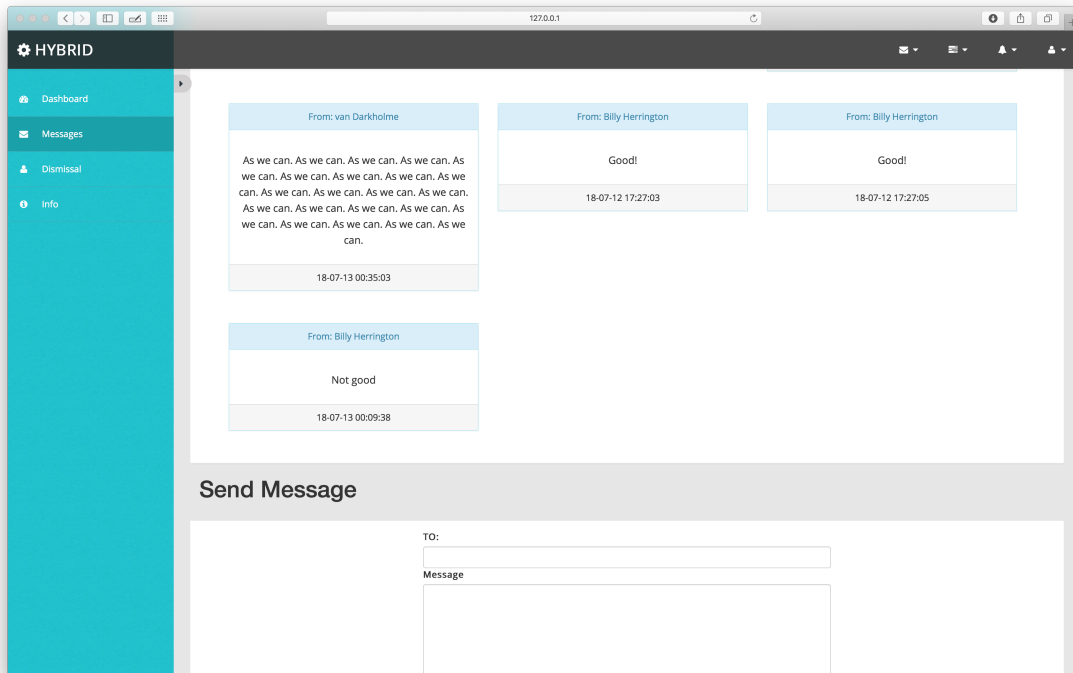 127.0.0.1
HYBRID
Dashboard
Messages
Dismissal
Info
From: van Darkholme
As we can. As we can. As we can. As we can. As
we can. As we can. As we can. As we can. As we
can. As we can. As we can. As we can. As we can.
As we can. As we can. As we can. As we can. As
we can. As we can. As we can. As we can. As we
can.
18-07-13 00:35:03
From: Billy Herrington
Good!
18-07-12 17:27:03
From: Billy Herrington
Good!
18-07-12 17:27:05
From: Billy Herrington
Not good
18-07-13 00:09:38
Send Message
TO:
Message